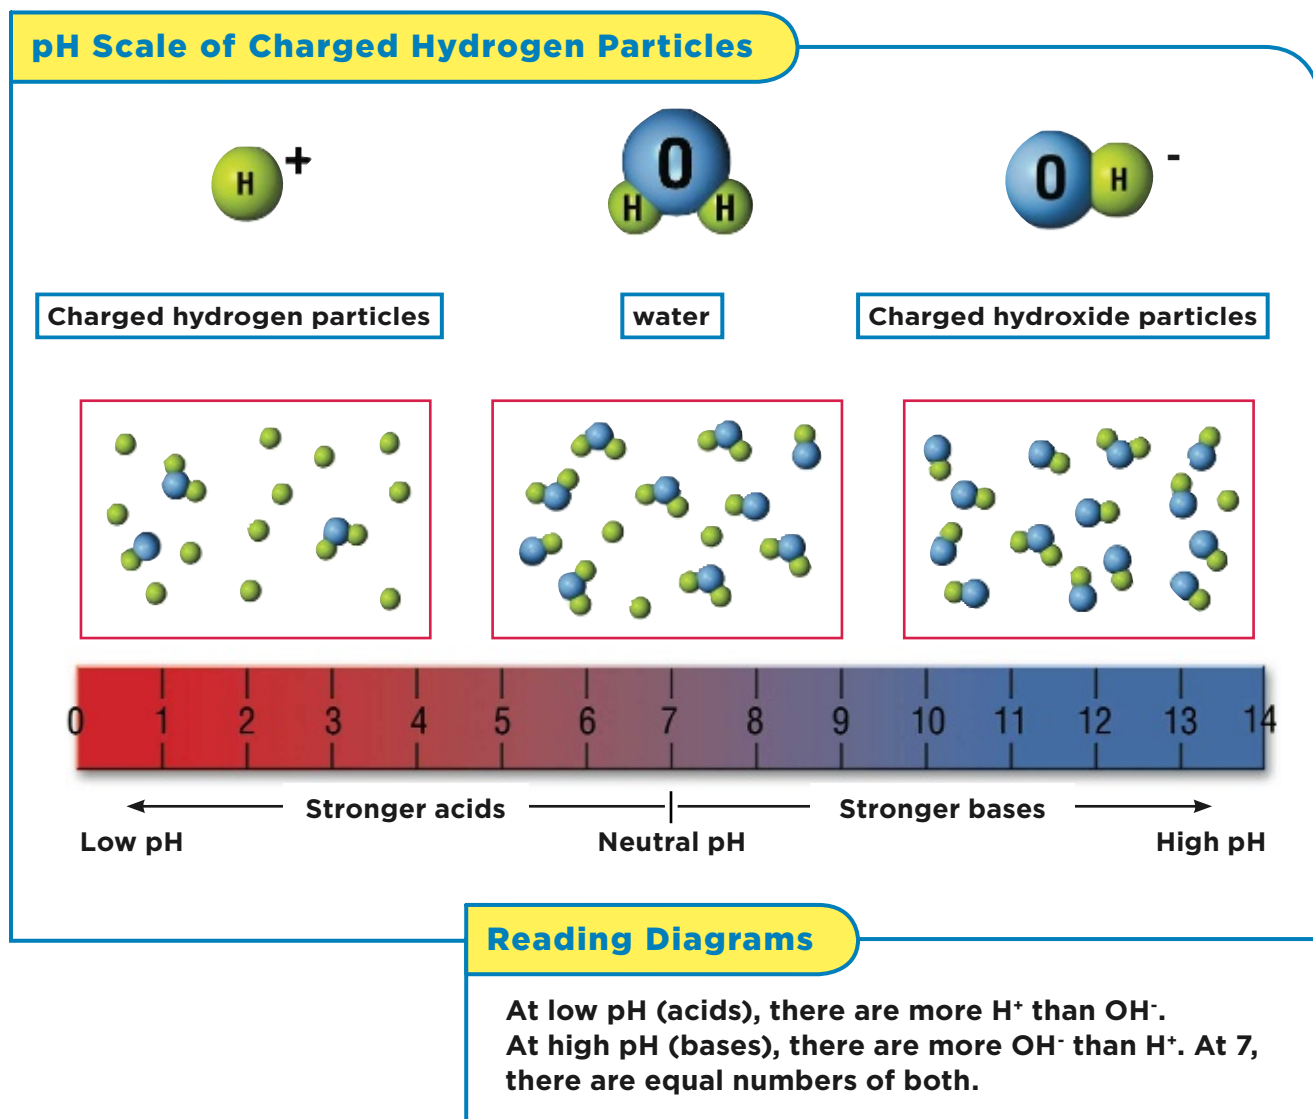 pH Scale of Charged Hydrogen Particles
H +
O
H H
O H -
Charged hydrogen particles
water
Charged hydroxide particles
0 1 2 3 4 5 6 7 8 9 10 11 12 13 14
Stronger acids
Stronger bases
Low pH
Neutral pH
High pH
Reading Diagrams
At low pH (acids), there are more H⁺ than OH⁻.
At high pH (bases), there are more OH⁻ than H⁺. At 7,
there are equal numbers of both.